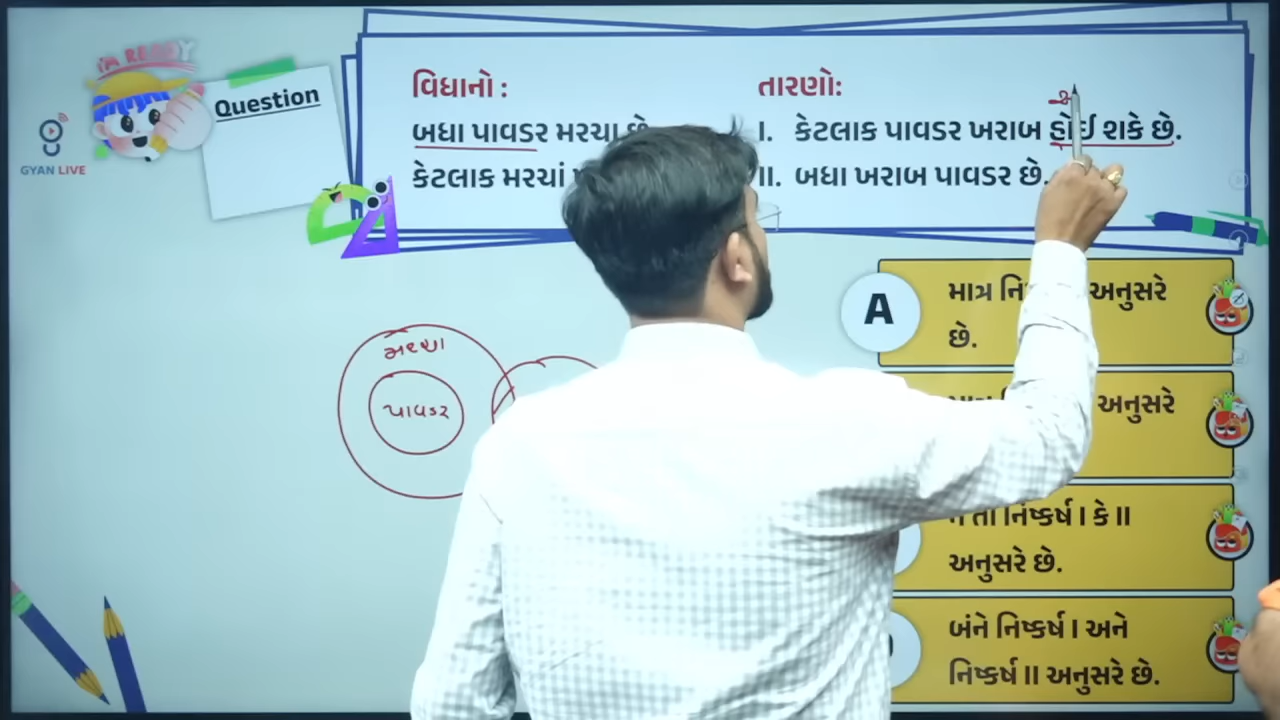 I'M READY
GYAN LIVE
Question
વિધાનો :
બધા પાવડર મરચા છે
કેટલાક મરચાં
તારણો:
I. કેટલાક પાવડર ખરાબ હોઈ શકે છે.
II. બધા ખરાબ પાવડર છે.
મરચા
પાવડર
A
માત્ર અનુસરે
છે.
અનુસરે
નિષ્કર્ષ I કે II
અનુસરે છે.
બંને નિષ્કર્ષ I અને
નિષ્કર્ષ II અનુસરે છે.